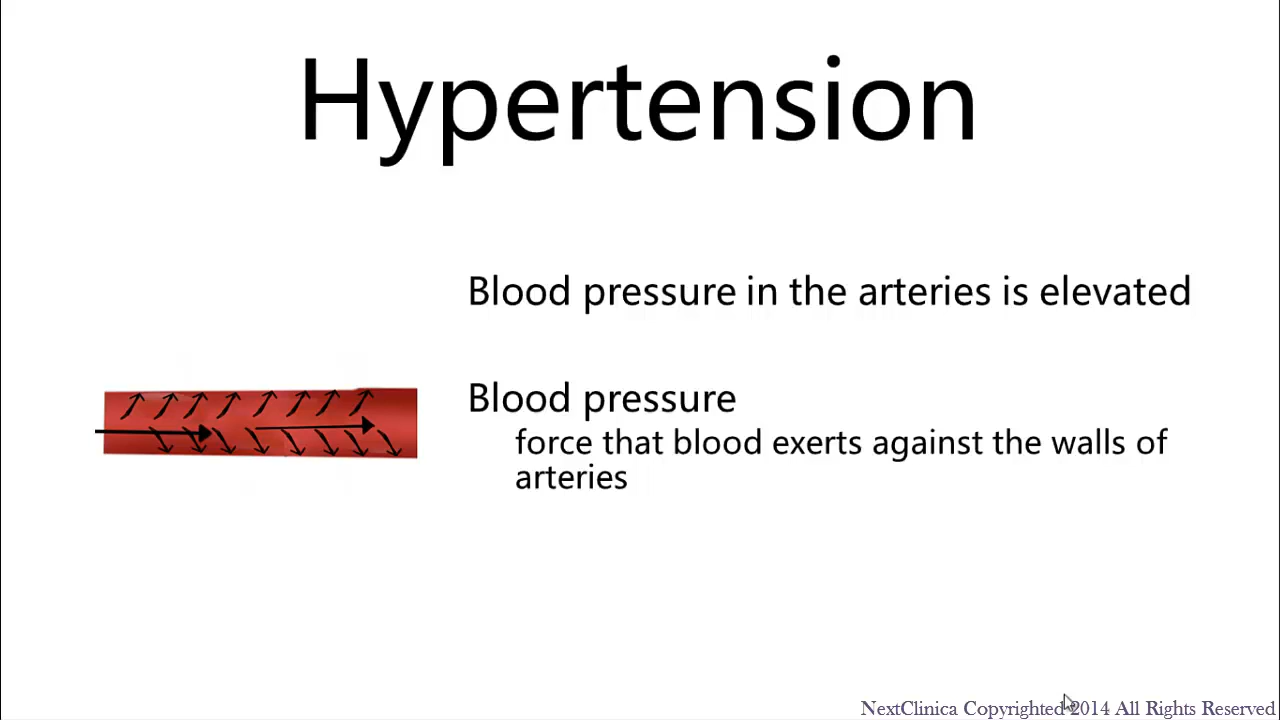 Hypertension
Blood pressure in the arteries is elevated
Blood pressure
force that blood exerts against the walls of
arteries
NextClinica Copyrighted 2014 All Rights Reserved